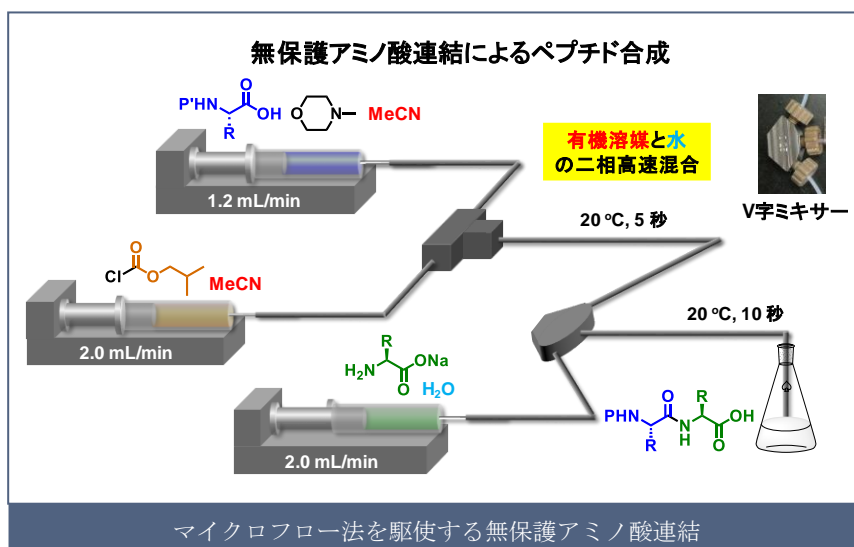 無保護アミノ酸連結によるペプチド合成
P'HN
O
OH
R
O
N
MeCN
有機溶媒と水
の二相高速混合
V字ミキサー
1.2 mL/min
20 ºC, 5 秒
O
Cl
O
MeCN
2.0 mL/min
20 ºC, 10 秒
R
ONa
H₂N
O
H₂O
2.0 mL/min
O
R
PHN
OH
N
H
R
O
マイクロフロー法を駆使する無保護アミノ酸連結